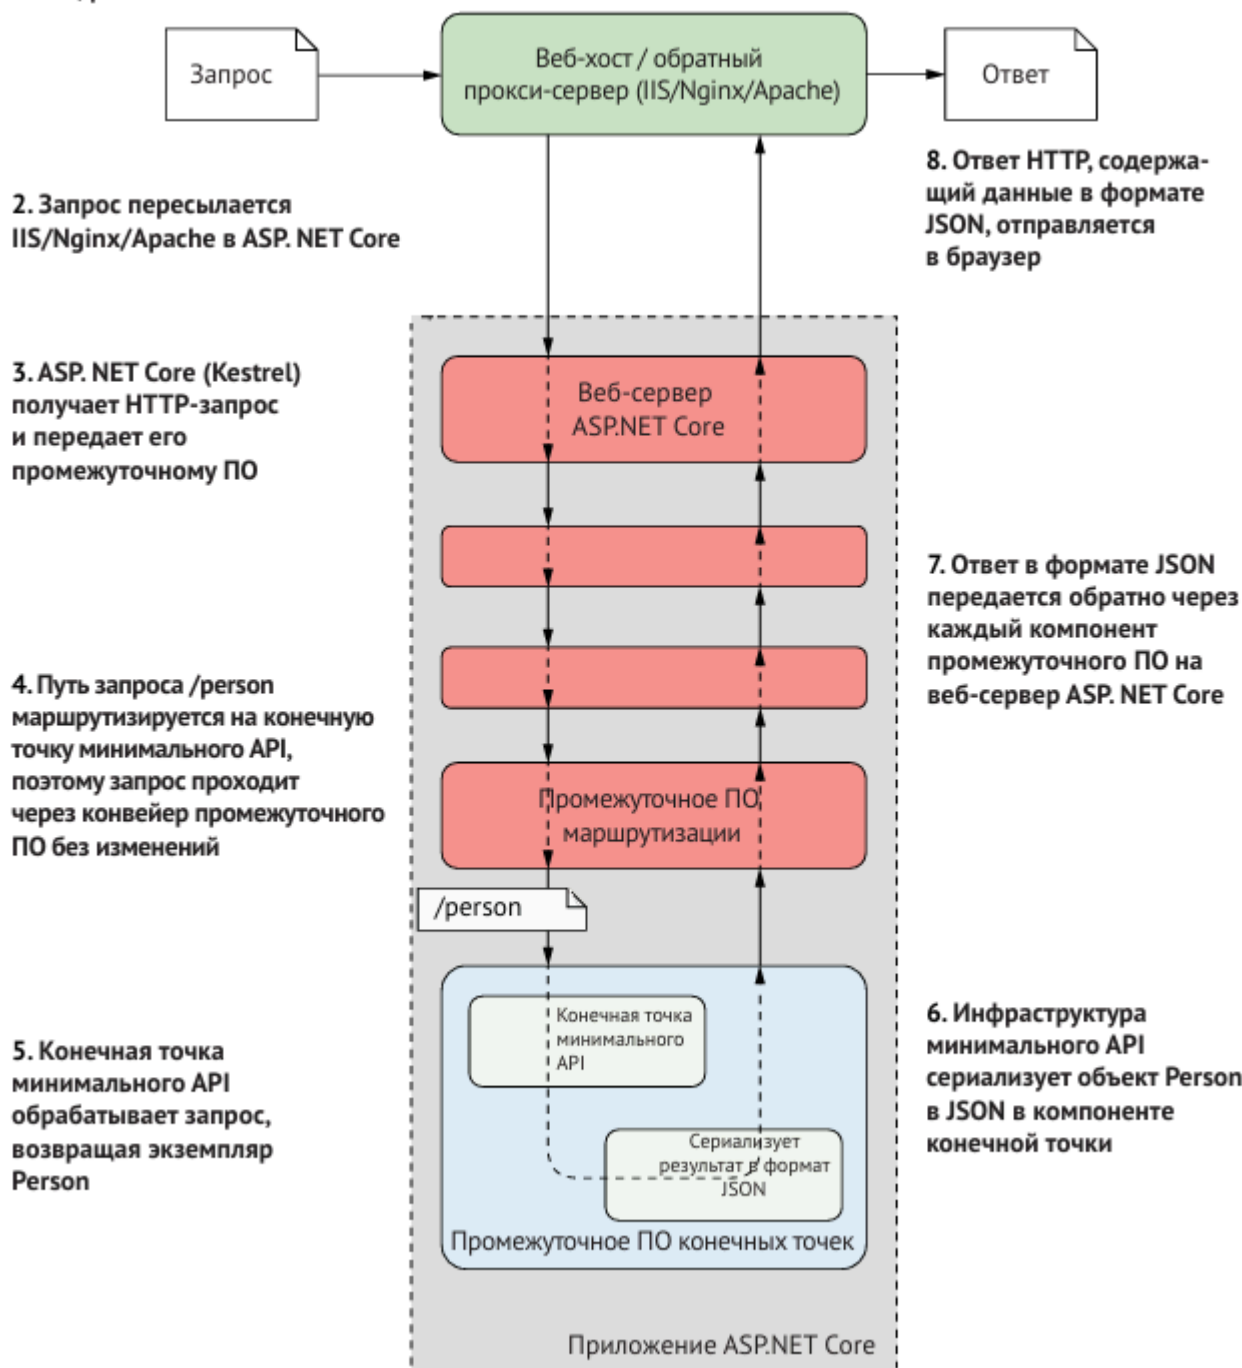 Запрос
Веб-хост / обратный
прокси-сервер (IIS/Nginx/Apache)
Ответ
2. Запрос пересылается
IIS/Nginx/Apache в ASP. NET Core
8. Ответ HTTP, содержа-
щий данные в формате
JSON, отправляется
в браузер
3. ASP. NET Core (Kestrel)
получает HTTP-запрос
и передает его
промежуточному ПО
Веб-сервер
ASP.NET Core
7. Ответ в формате JSON
передается обратно через
каждый компонент
промежуточного ПО на
веб-сервер ASP. NET Core
4. Путь запроса /person
маршрутизируется на конечную
точку минимального API,
поэтому запрос проходит
через конвейер промежуточного
ПО без изменений
Промежуточное ПО
маршрутизации
/person
Конечная точка
минимального
API
5. Конечная точка
минимального API
обрабатывает запрос,
возвращая экземпляр
Person
6. Инфраструктура
минимального API
сериализует объект Person
в JSON в компоненте
конечной точки
Сериализует
результат в формат
JSON
Промежуточное ПО конечных точек
Приложение ASP.NET Core